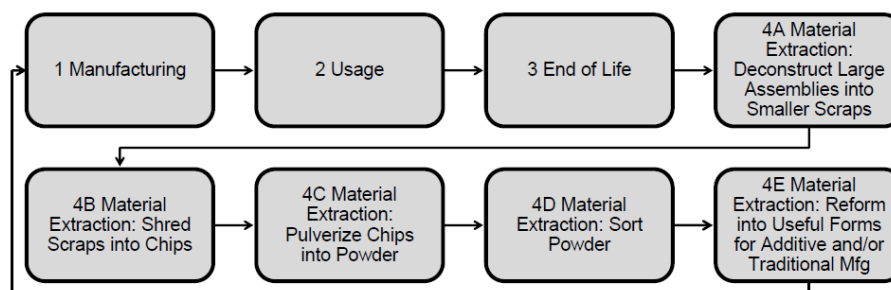 1 Manufacturing
2 Usage
3 End of Life
4A Material
Extraction:
Deconstruct Large
Assemblies into
Smaller Scraps
4B Material
Extraction: Shred
Scraps into Chips
4C Material
Extraction:
Pulverize Chips
into Powder
4D Material
Extraction: Sort
Powder
4E Material
Extraction: Reform
into Useful Forms
for Additive and/or
Traditional Mfg